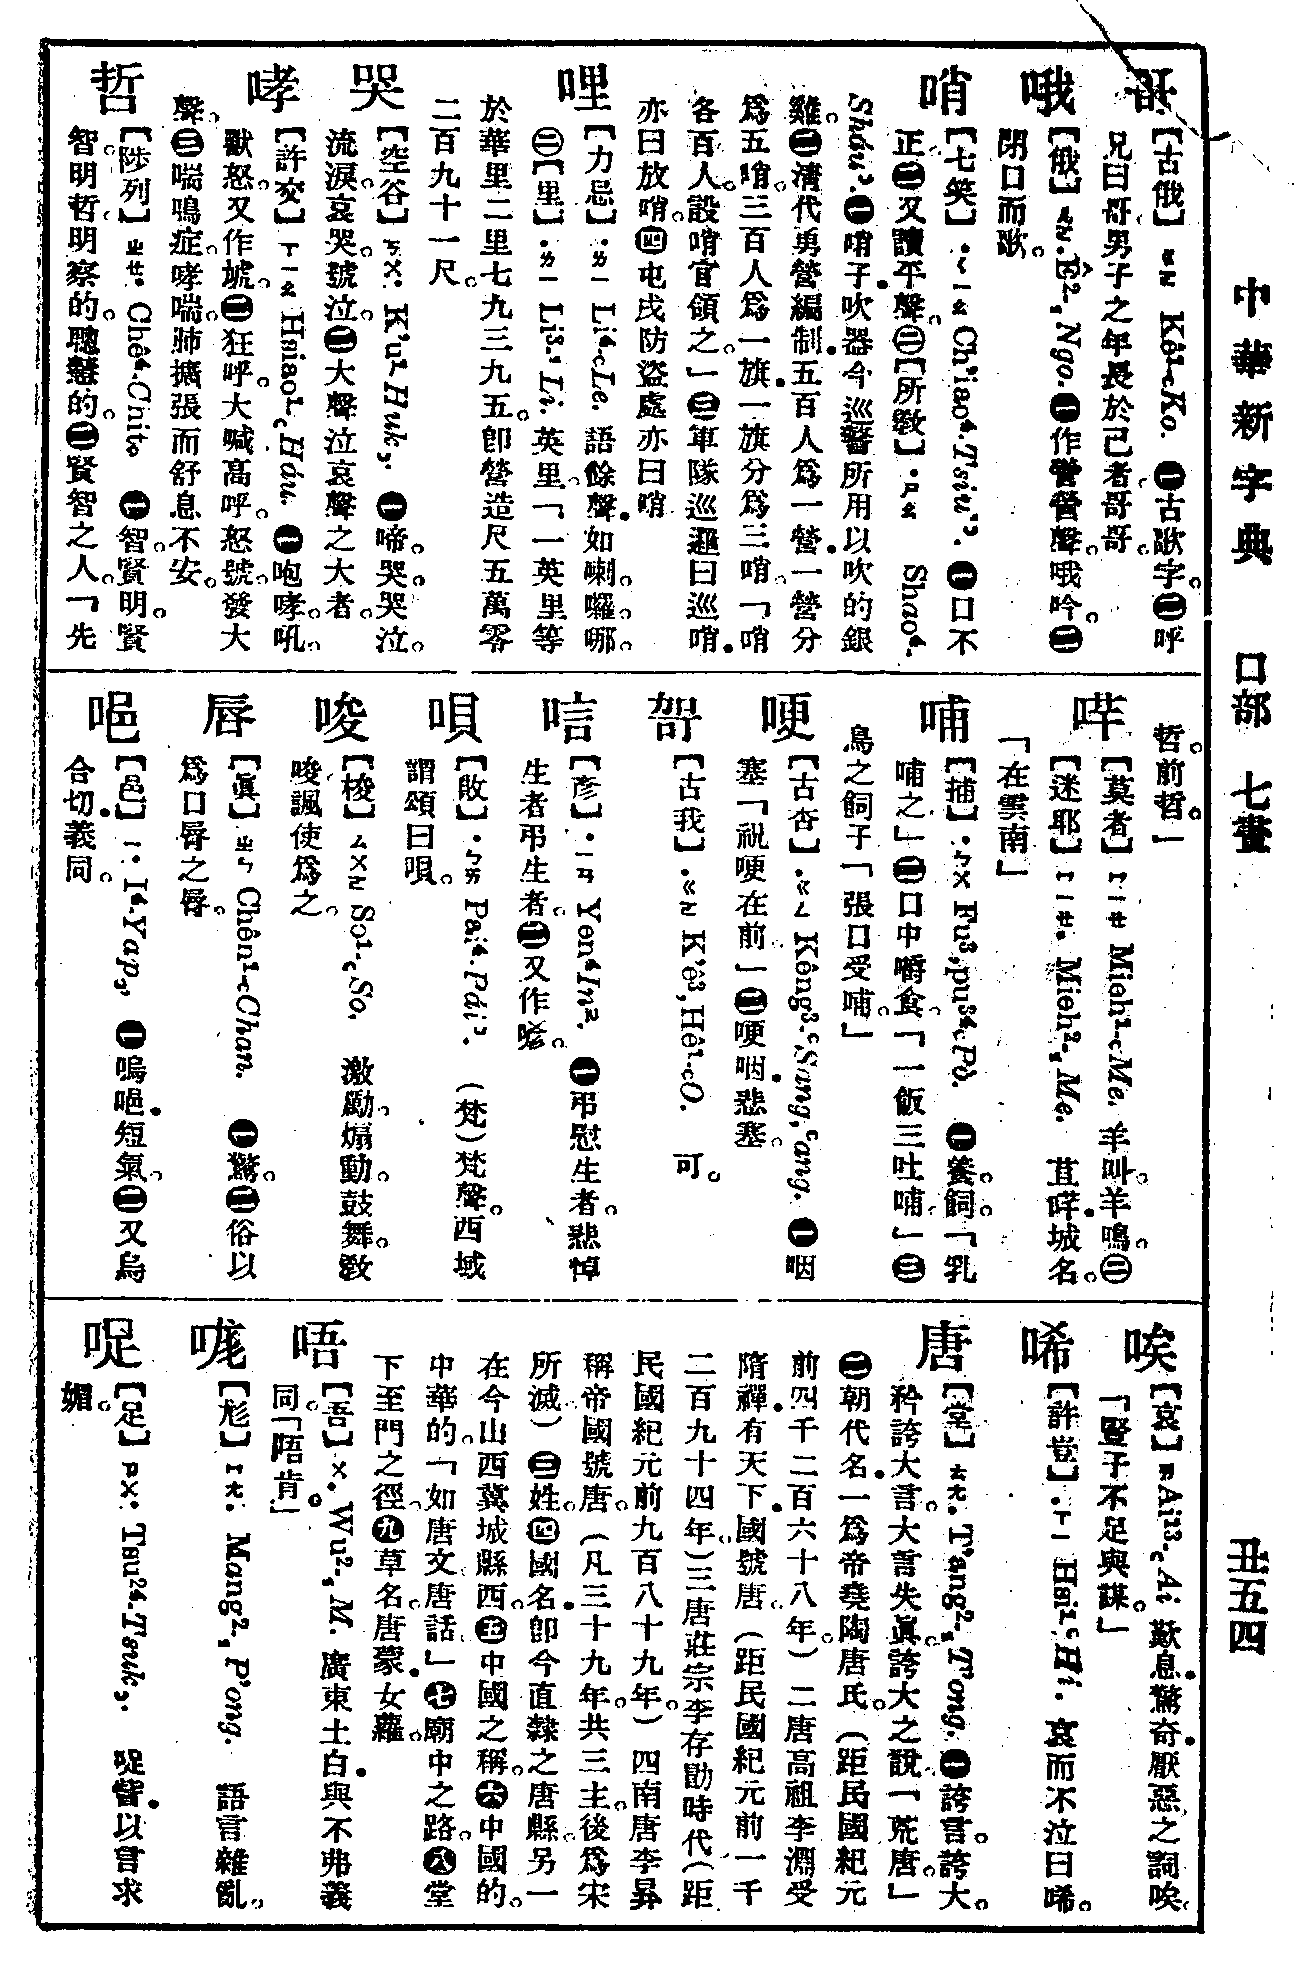 中華新字典 口部 七畫 丑五四
哥
【古俄】ㄍㄛ Kê¹-꜀Ko. ㊀古歌字。㊁呼
兄曰哥。男子之年長於己者哥哥。
哦
【俄】ㄜㄛ. Ê², Ngo. ㊀作聲營聲。哦吟。㊁
閉口而歌。
哨
【七笑】·ㄑㄧㄠ Ch'iao⁴-Tsiu'³. ㊀口不
正。㊁又讀平聲。㊁【所教】·ㄕㄠ Shao⁴-
Sháu³. ㊀哨子。吹器。今巡警所用以吹的銀
雞。㊁清代勇營編制。五百人爲一營。一營分
爲五哨。三百人爲一旗。一旗分爲三哨。「哨
各百人。設哨官領之。」㊂軍隊巡邏曰巡哨。
亦曰放哨。㊃屯戍防盜處亦曰哨
哩
【力忌】·ㄌㄧ Li⁴-꜀Le. 語餘聲。如喇。囉。哪。
㊁【里】·ㄌㄧ Li³-Li. 英里。「一英里等
於華里二里七九三九五。卽營造尺五萬零
二百九十一尺。
哭
【空谷】ㄎㄨ· K'u¹-Huk, ㊀啼。哭。哭泣。
流淚。哀哭。號泣。㊁大聲泣。哀聲之大者。
哮
【許交】ㄒㄧㄠ Hsiao¹-꜀Háu. ㊀咆哮。吼。
獸怒。又作虓。㊁狂呼。大喊。高呼。怒號。發大
聲。㊂喘鳴症。哮喘。肺擴張而舒息不安。
哲
【陟列】ㄓㄜ· Chê⁴-Chit。 ㊀智。賢明。賢
智。明哲。明察的。聰慧的。㊁賢智之人。「先
哲。前哲。」
哶
【莫者】ㄇㄧㄝ Mieh¹-꜀Me. 羊叫。羊鳴。㊁
【迷耶】ㄇㄧㄝ· Mieh²-Me. 苴哶。城名。
「在雲南」
哺
【捕】·ㄅㄨ Fu³, pu³⁴-꜀Pò. ㊀養。飼。「乳
哺之」㊁口中嚼食。「一飯三吐哺」㊂
鳥之飼子「張口受哺。」
哽
【古杏】·ㄍㄥ Kêng³-꜀Sang, ꜀ang. ㊀咽
塞「祝哽在前」㊁哽咽。悲塞。
哿
【古我】·ㄍㄛ K'ê³, Hê¹-꜀O. 可。
唁
【彥】·ㄧㄢ Yen⁴-In². ㊀弔慰生者。悲悼
生者。弔生者。㊁又作
唄
【敗】·ㄅㄞ Pai⁴-Pái². (梵)梵聲。西域
謂頌曰唄。
唆
【梭】ㄙㄨㄛ So¹-꜀So. 激勵。煽動。鼓舞。敎
唆。諷使爲之。
唇
【眞】ㄓㄣ Chên¹-꜀Chan. ㊀驚。㊁俗以
爲口脣之脣。
唈
【邑】ㄧ· I⁴-Yap, ㊀嗚唈。短氣。㊁又烏
合切。義同。
唉
【哀】ㄞ Ai¹³-꜀Ai 歎息。驚奇。厭惡之詞。唉。
「豎子不足與謀。」
唏
【許豈】·ㄒㄧ Hsi¹-꜀Hi. 哀而不泣曰唏。
唐
【堂】ㄊㄤ· T'ang², T'ong. ㊀誇言。誇大。
矜誇大言。大言失眞。誇大之說「荒唐。」
㊁朝代名。一爲帝堯陶唐氏。(距民國紀元
前四千二百六十八年)二唐高祖李淵受
隋禪有天下。國號唐。(距民國紀元前一千
二百九十四年。)三唐莊宗李存勖時代(距
民國紀元前九百八十九年。)四南唐李昪
稱帝國號唐。(凡三十九年。共三主。後爲宋
所滅)㊂姓。㊃國名。卽今直隸之唐縣。另一
在今山西冀城縣西。㊄中國之稱。㊅中國的。
中華的。「如唐文。唐話」㊆廟中之路。㊇堂
下至門之徑。㊈草名。唐蒙。女蘿。
唔
【吾】·ㄨ· Wu²-, M. 廣東土白。與不弗義
同。「唔肯」
哤
【尨】ㄇㄤ· Mang², P'ong. 語言雜亂。
哫
【足】ㄗㄨ· Tsu²⁴-Tsuk, 哫訾。以言求
媚。